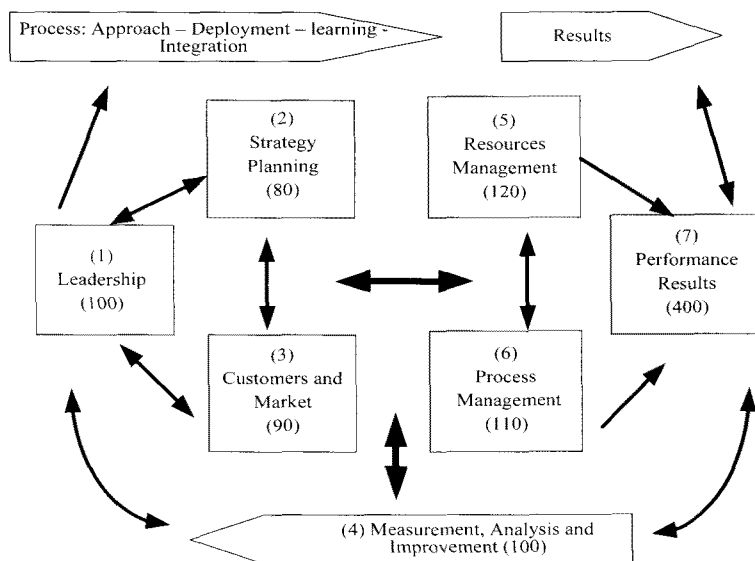 Process: Approach – Deployment – learning -
Integration
Results
(2)
Strategy
Planning
(80)
(5)
Resources
Management
(120)
(1)
Leadership
(100)
(7)
Performance
Results
(400)
(3)
Customers and
Market
(90)
(6)
Process
Management
(110)
(4) Measurement, Analysis and
Improvement (100)